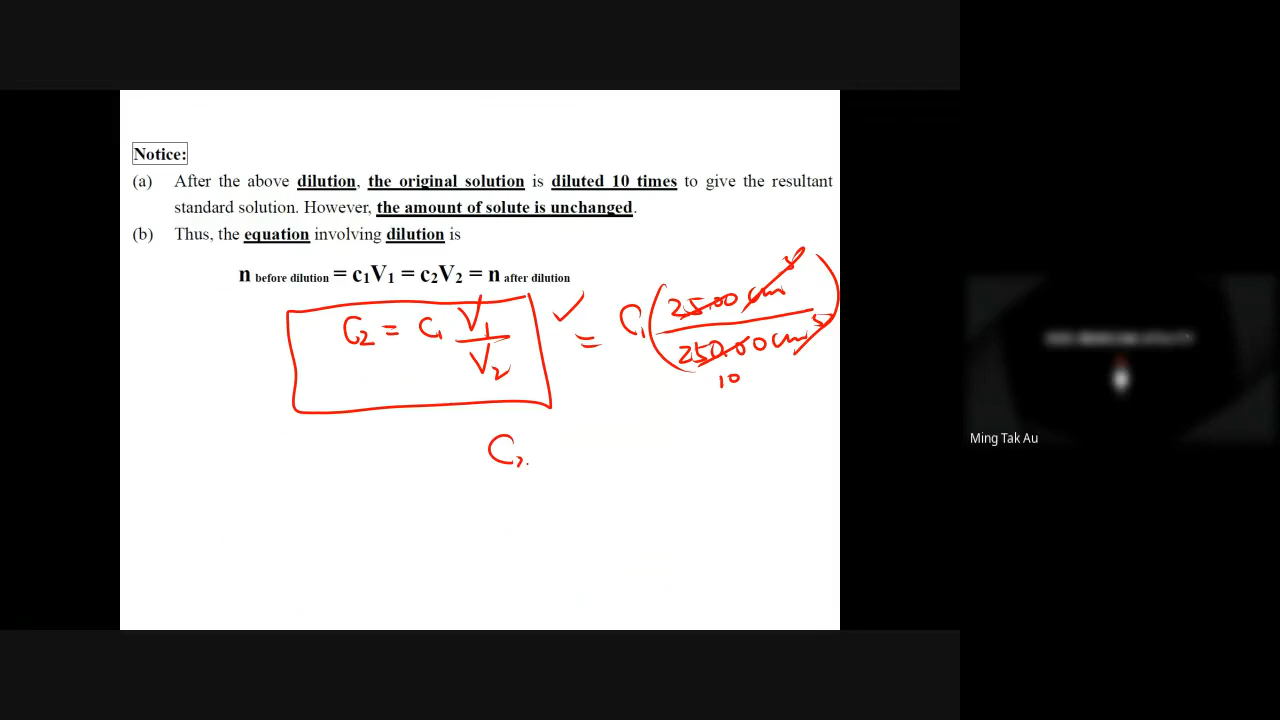 Notice:
(a) After the above dilution, the original solution is diluted 10 times to give the resultant
standard solution. However, the amount of solute is unchanged.
(b) Thus, the equation involving dilution is
n before dilution = c₁V₁ = c₂V₂ = n after dilution
C₂ = C₁ V₁/V₂ ✓ = C₁ (25.00 cm³/250.00 cm³)
10
C₂
Ming Tak Au